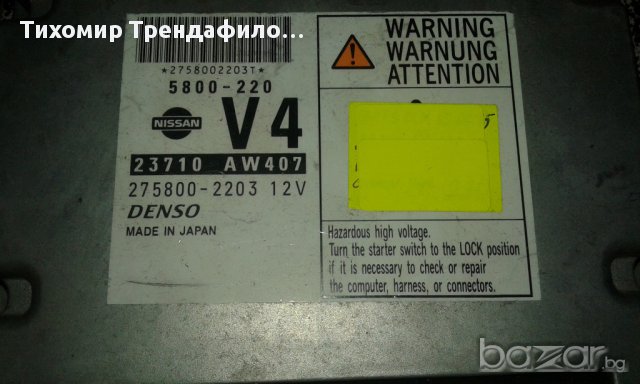 Тихомир Трендафило...
*2758002203T*
5800-220
NISSAN
V4
23710 AW407
275800-2203 12V
DENSO
MADE IN JAPAN
WARNING
WARNUNG
ATTENTION
Hazardous high voltage.
Turn the starter switch to the LOCK position
if it is necessary to check or repair
the computer, harness, or connectors.
bazar.bg